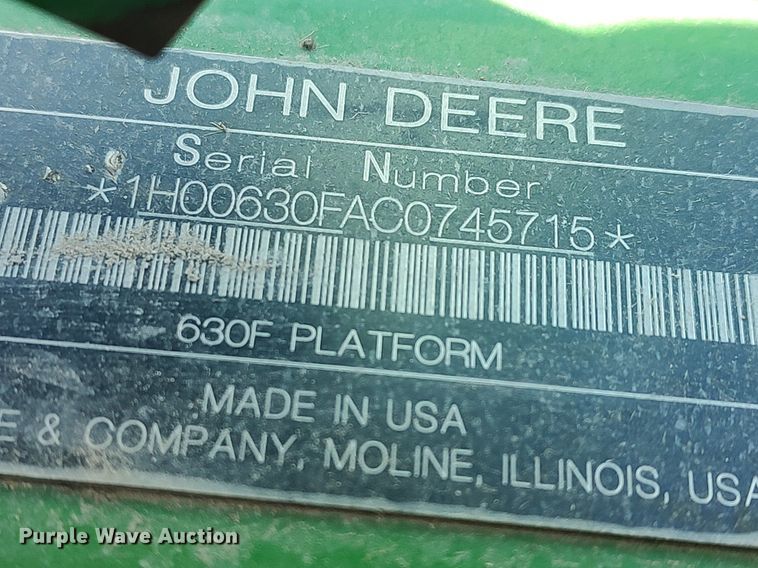 JOHN DEERE
Serial Number
*1H00630FAC0745715*
630F PLATFORM
MADE IN USA
E & COMPANY, MOLINE, ILLINOIS, USA
Purple Wave Auction